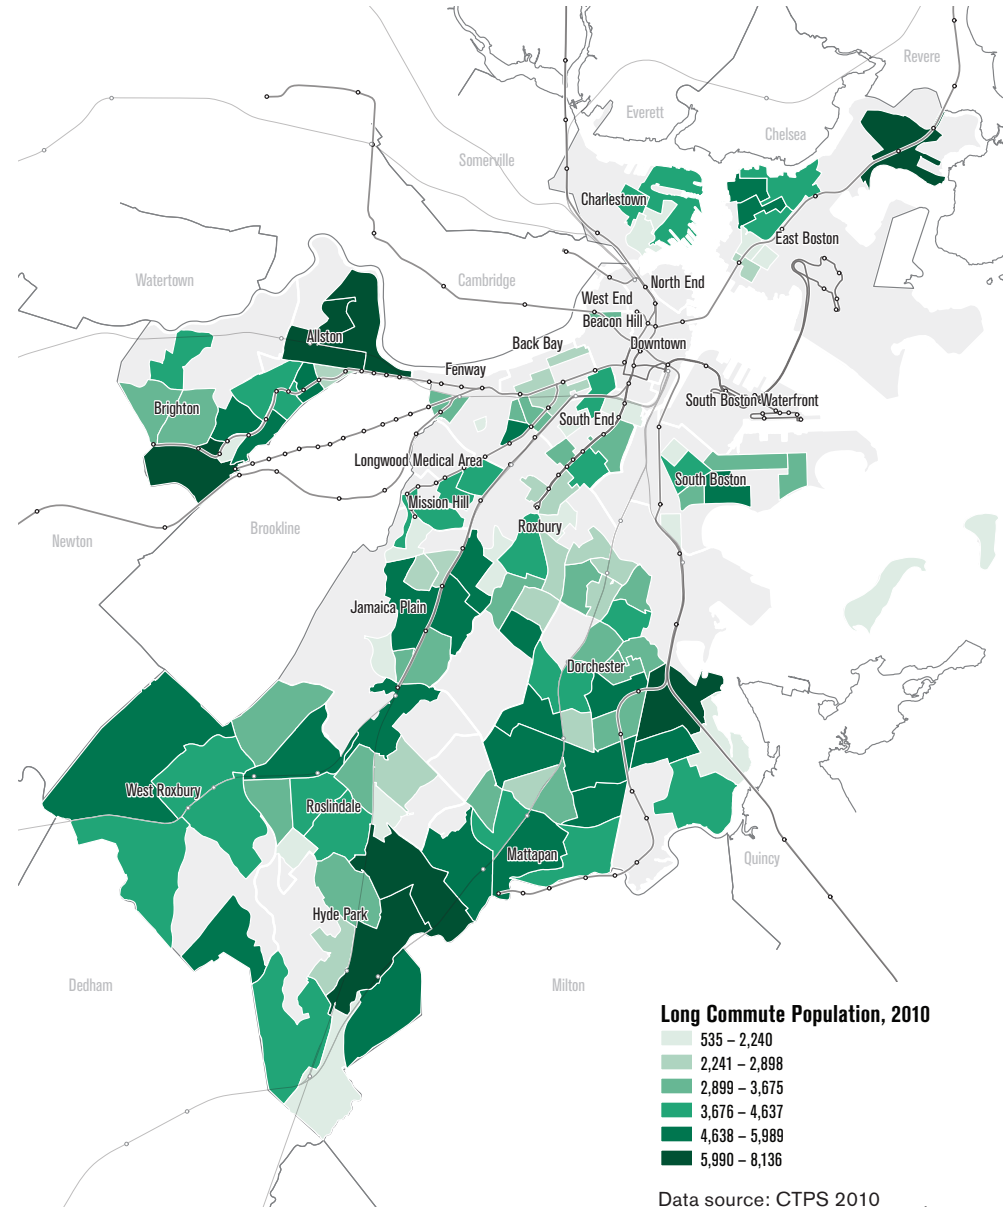 Revere
Everett
Chelsea
Somerville
Charlestown
East Boston
Watertown
Cambridge
North End
West End
Beacon Hill
Allston
Back Bay
Downtown
Fenway
Brighton
South Boston Waterfront
South End
Longwood Medical Area
South Boston
Mission Hill
Roxbury
Newton
Brookline
Jamaica Plain
Dorchester
West Roxbury
Roslindale
Mattapan
Quincy
Hyde Park
Dedham
Milton
Long Commute Population, 2010
535 – 2,240
2,241 – 2,898
2,899 – 3,675
3,676 – 4,637
4,638 – 5,989
5,990 – 8,136
Data source: CTPS 2010